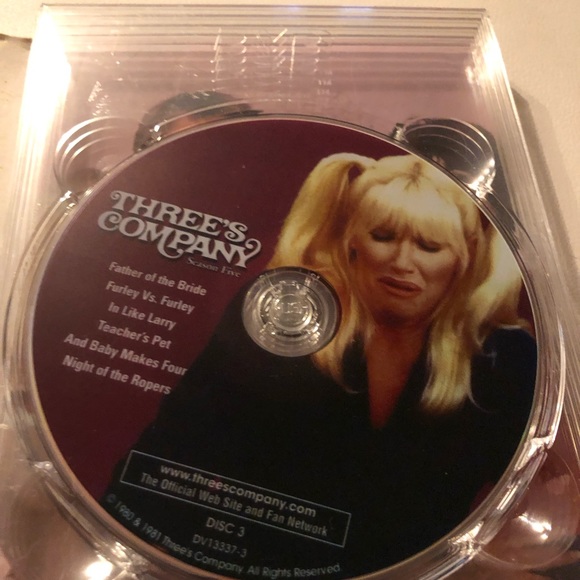 THREE'S
COMPANY
Season Five
Father of the Bride
Furley Vs. Furley
In Like Larry
Teacher's Pet
And Baby Makes Four
Night of the Ropers
www.threescompany.com
The Official Web Site and Fan Network
DISC 3
DV13337-3
© 1980 & 1981 Three's Company. All Rights Reserved.